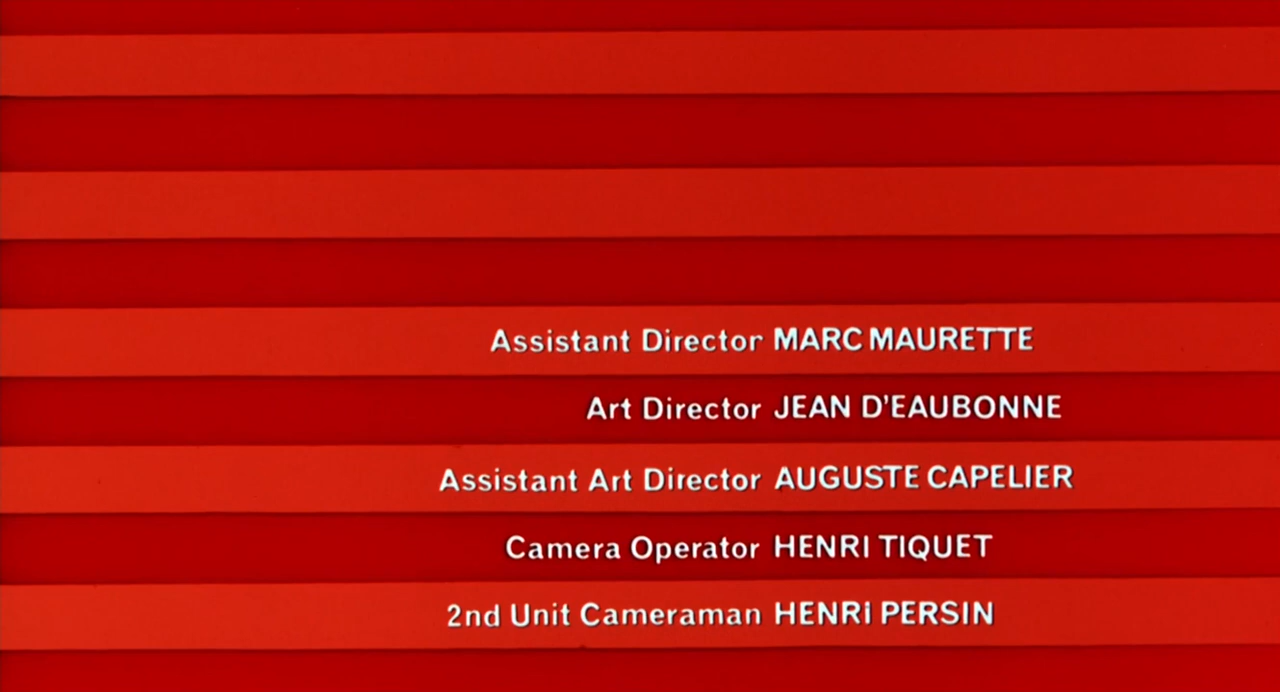 Assistant Director MARC MAURETTE
Art Director JEAN D'EAUBONNE
Assistant Art Director AUGUSTE CAPELIER
Camera Operator HENRI TIQUET
2nd Unit Cameraman HENRI PERSIN